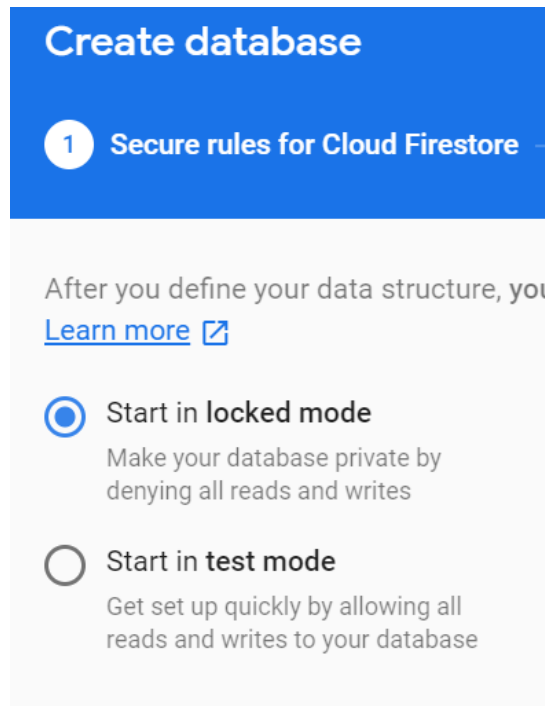 Create database
1 Secure rules for Cloud Firestore
After you define your data structure, you
Learn more
Start in locked mode
Make your database private by
denying all reads and writes
Start in test mode
Get set up quickly by allowing all
reads and writes to your database